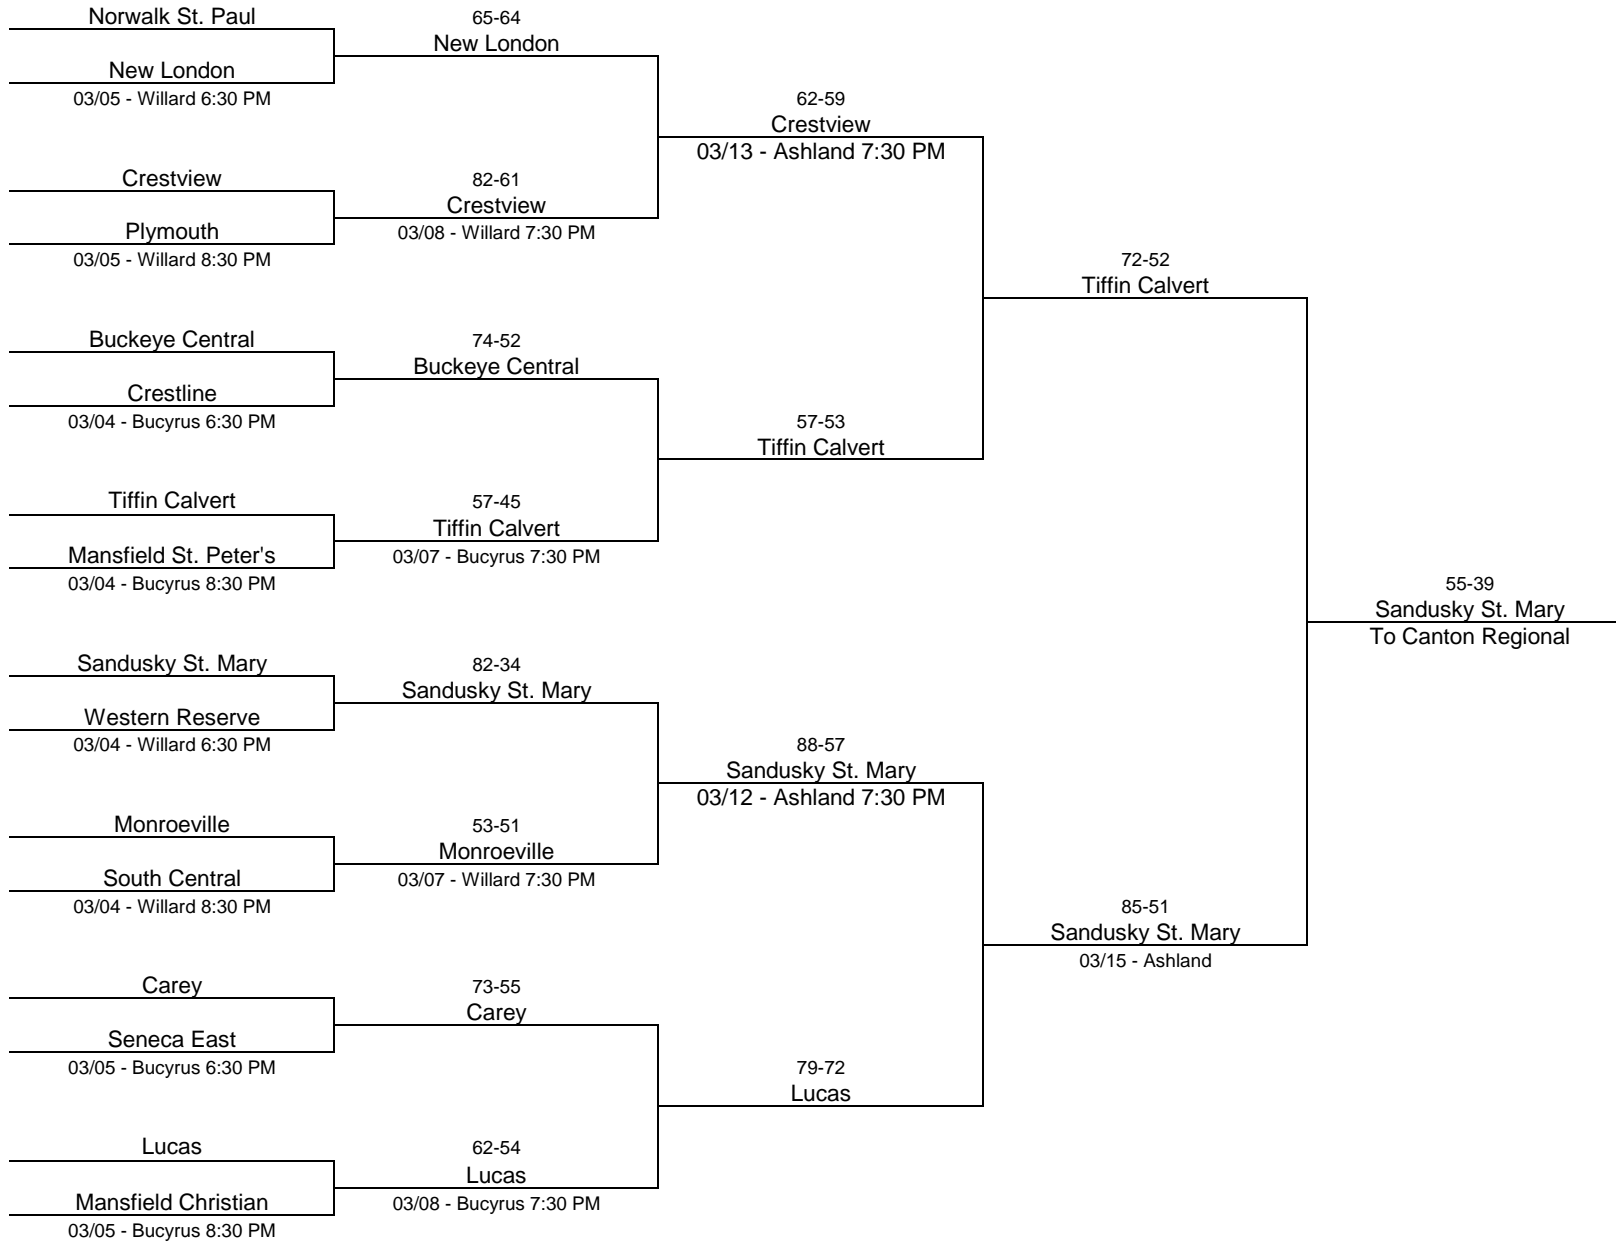 Norwalk St. Paul
New London
03/05 - Willard 6:30 PM
Crestview
Plymouth
03/05 - Willard 8:30 PM
Buckeye Central
Crestline
03/04 - Bucyrus 6:30 PM
Tiffin Calvert
Mansfield St. Peter's
03/04 - Bucyrus 8:30 PM
Sandusky St. Mary
Western Reserve
03/04 - Willard 6:30 PM
Monroeville
South Central
03/04 - Willard 8:30 PM
Carey
Seneca East
03/05 - Bucyrus 6:30 PM
Lucas
Mansfield Christian
03/05 - Bucyrus 8:30 PM
65-64
New London
82-61
Crestview
03/08 - Willard 7:30 PM
74-52
Buckeye Central
57-45
Tiffin Calvert
03/07 - Bucyrus 7:30 PM
82-34
Sandusky St. Mary
53-51
Monroeville
03/07 - Willard 7:30 PM
73-55
Carey
62-54
Lucas
03/08 - Bucyrus 7:30 PM
62-59
Crestview
03/13 - Ashland 7:30 PM
57-53
Tiffin Calvert
88-57
Sandusky St. Mary
03/12 - Ashland 7:30 PM
79-72
Lucas
72-52
Tiffin Calvert
85-51
Sandusky St. Mary
03/15 - Ashland
55-39
Sandusky St. Mary
To Canton Regional